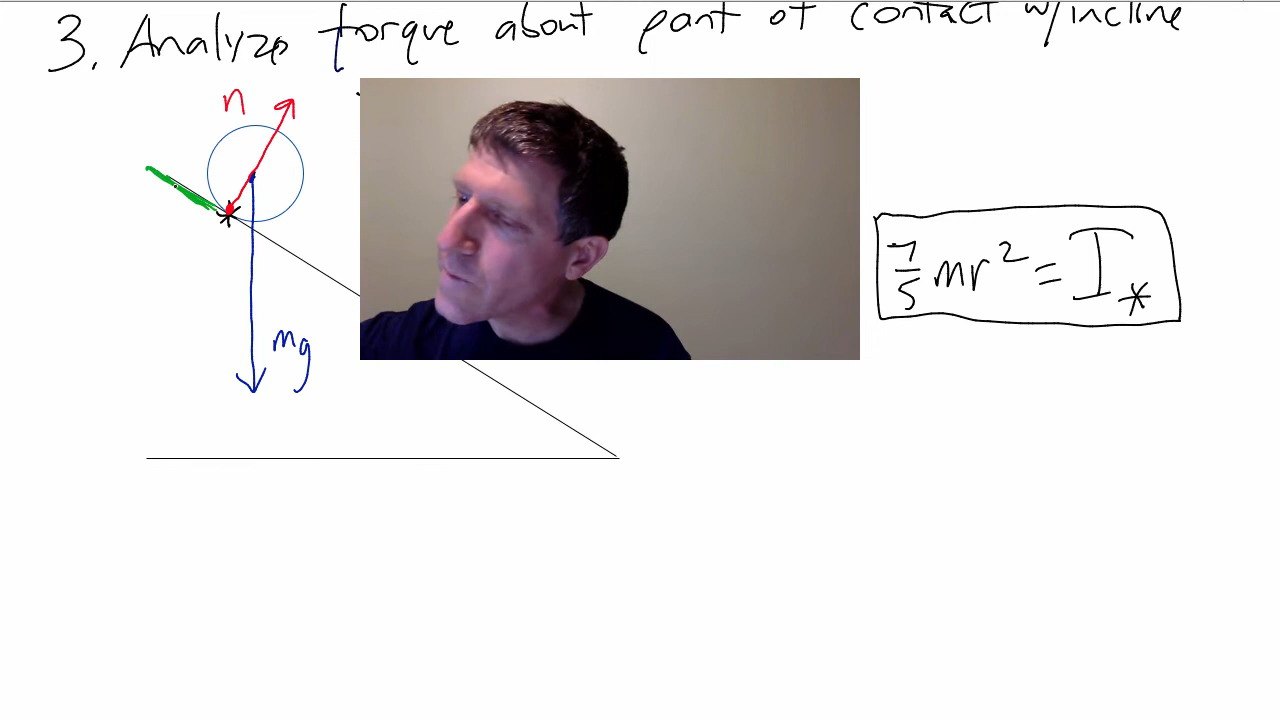 3. Analyze torque about point of contact w/incline
n
mg
7/5 mr² = I*